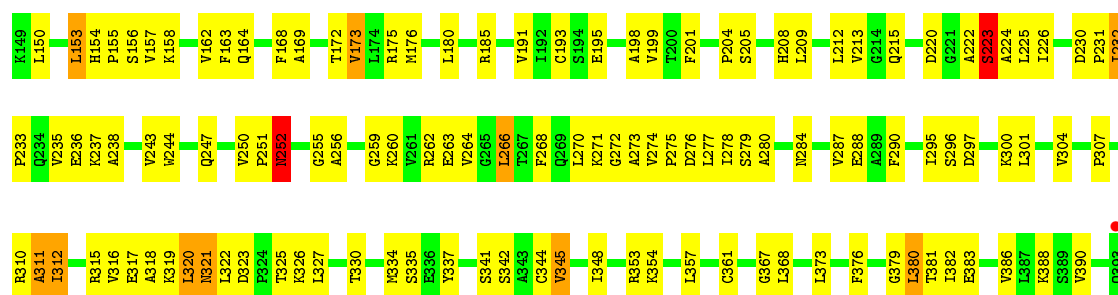 K149 L150 L153 H154 P155 S156 V157 K158 V162 F163 Q164 F168 A169 T172 V173 L174 R175 M176 L180 R185 V191 I192 C193 S194 E195 A198 V199 T200 F201 P204 S205 H208 L209 L212 V213 G214 Q215 D220 G221 A222 S223 A224 L225 I226 D230 P231
P233 Q234 V235 E236 K237 A238 V243 W244 Q247 V250 P251 N252 G255 A256 G259 K260 V261 R262 E263 V264 G265 L266 T267 F268 Q269 L270 K271 G272 A273 V274 P275 D276 L277 I278 S279 A280 N284 V287 E288 A289 F290 I295 S296 D297 K300 L301 V304 P307
R310 A311 I312 R315 V316 E317 A318 K319 L320 N321 L322 D323 P324 T325 K326 L327 T330 M334 S335 E336 Y337 S341 S342 A343 C344 V345 I348 R353 K354 L357 C361 G367 L368 L373 F376 G379 L380 T381 I382 E383 V386 L387 K388 S389 V390